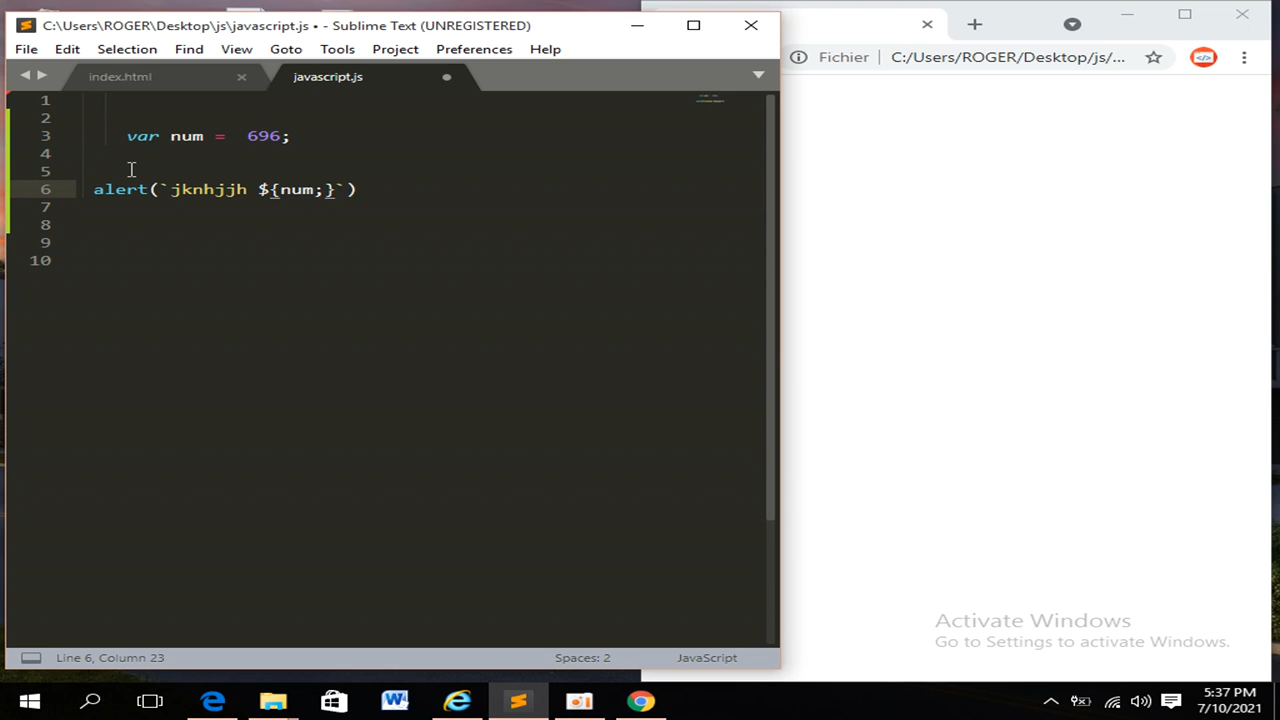 C:\Users\ROGER\Desktop\js\javascript.js • - Sublime Text (UNREGISTERED)
File Edit Selection Find View Goto Tools Project Preferences Help
Fichier C:/Users/ROGER/Desktop/js/...
index.html javascript.js
1
2
3 var num = 696;
4
5
6 alert(`jknhjjh ${num;}`)
7
8
9
10
Activate Windows
Go to Settings to activate Windows.
Line 6, Column 23 Spaces: 2 JavaScript
5:37 PM
7/10/2021